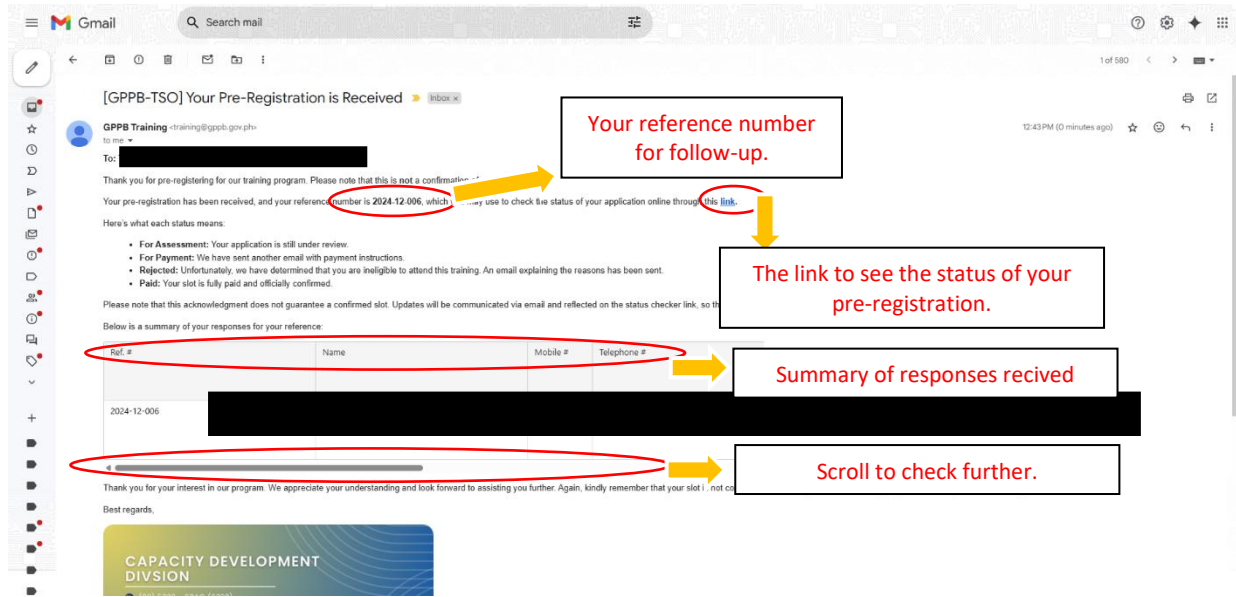 Gmail
Search mail
1 of 580
[GPPB-TSO] Your Pre-Registration is Received
Inbox ×
GPPB Training <training@gppb.gov.ph>
12:43 PM (0 minutes ago)
to me
To:
Your reference number
for follow-up.
Thank you for pre-registering for our training program. Please note that this is not a confirmation of
Your pre-registration has been received, and your reference number is 2024-12-006, which you may use to check the status of your application online through this link.
Here's what each status means:
• For Assessment: Your application is still under review.
• For Payment: We have sent another email with payment instructions.
• Rejected: Unfortunately, we have determined that you are ineligible to attend this training. An email explaining the reasons has been sent.
• Paid: Your slot is fully paid and officially confirmed.
The link to see the status of your
pre-registration.
Please note that this acknowledgment does not guarantee a confirmed slot. Updates will be communicated via email and reflected on the status checker link, so
Below is a summary of your responses for your reference:
Ref. # Name Mobile # Telephone #
Summary of responses recived
2024-12-006
Scroll to check further.
Thank you for your interest in our program. We appreciate your understanding and look forward to assisting you further. Again, kindly remember that your slot not
Best regards,
CAPACITY DEVELOPMENT
DIVSION